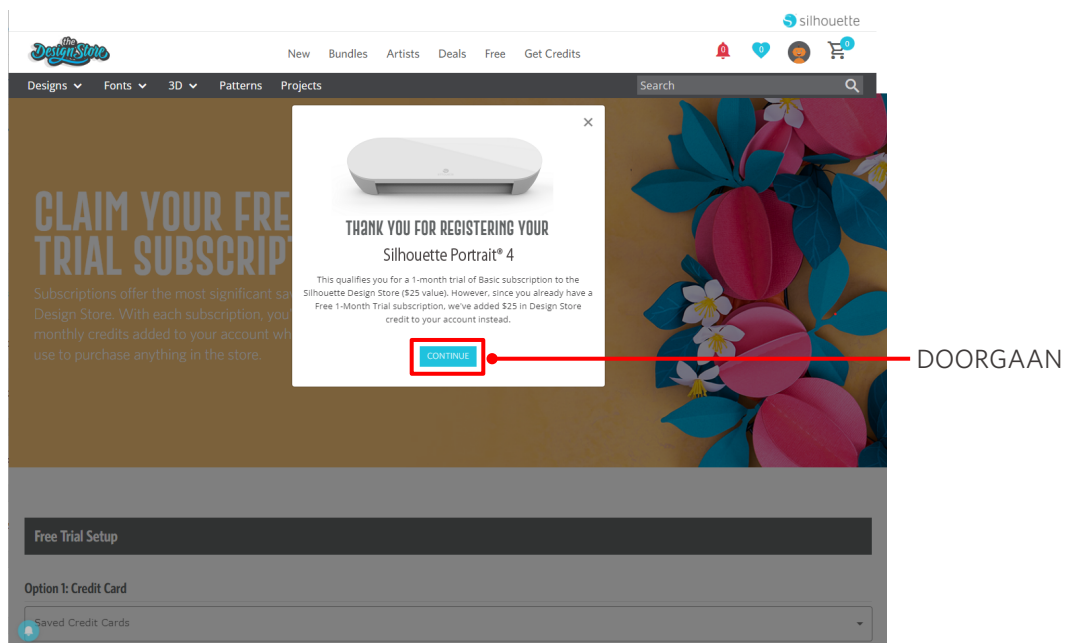 silhouette
the
Design Store
New Bundles Artists Deals Free Get Credits
0 0 0
Designs Fonts 3D Patterns Projects Search
CLAIM YOUR FRE
TRIAL SUBSCRIP
Subscriptions offer the most significant sa
Design Store. With each subscription, you'
monthly credits added to your account wh
use to purchase anything in the store.
THANK YOU FOR REGISTERING YOUR
Silhouette Portrait® 4
This qualifies you for a 1-month trial of Basic subscription to the
Silhouette Design Store ($25 value). However, since you already have a
Free 1-Month Trial subscription, we've added $25 in Design Store
credit to your account instead.
CONTINUE
DOORGAAN
Free Trial Setup
Option 1: Credit Card
Saved Credit Cards